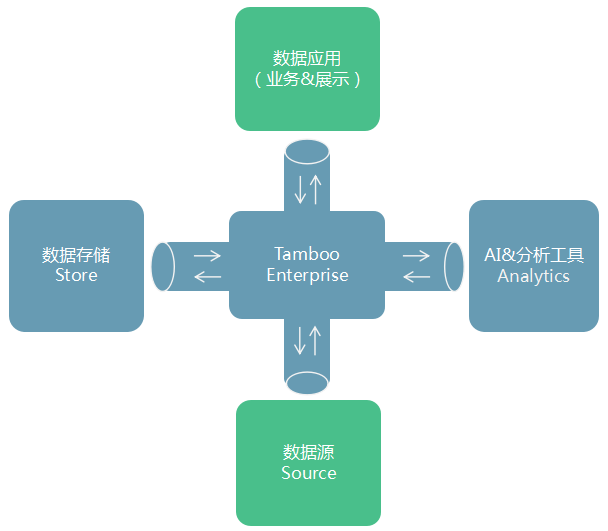 数据应用
（业务&展示）
数据存储
Store
Tamboo
Enterprise
AI&分析工具
Analytics
数据源
Source